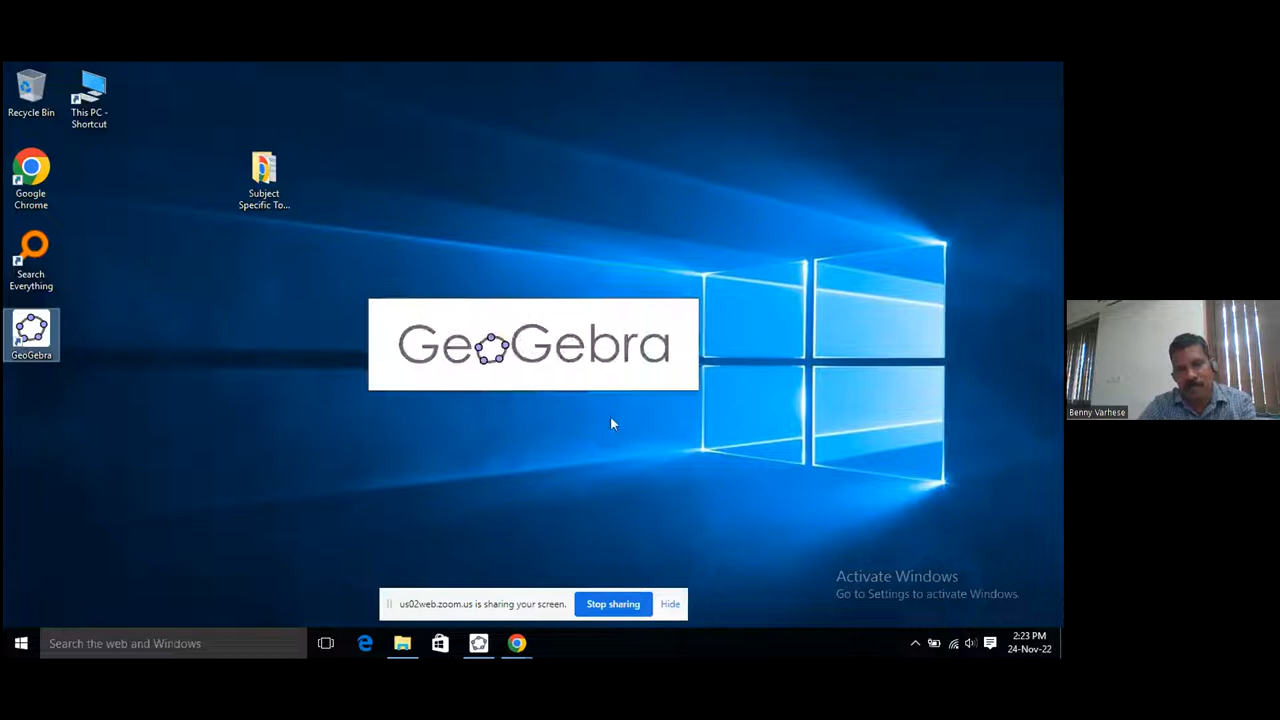 Recycle Bin
This PC -
Shortcut
Google
Chrome
Subject
Specific To...
Search
Everything
GeoGebra
GeoGebra
Benny Varhese
Activate Windows
Go to Settings to activate Windows.
us02web.zoom.us is sharing your screen.
Stop sharing
Hide
Search the web and Windows
2:23 PM
24-Nov-22